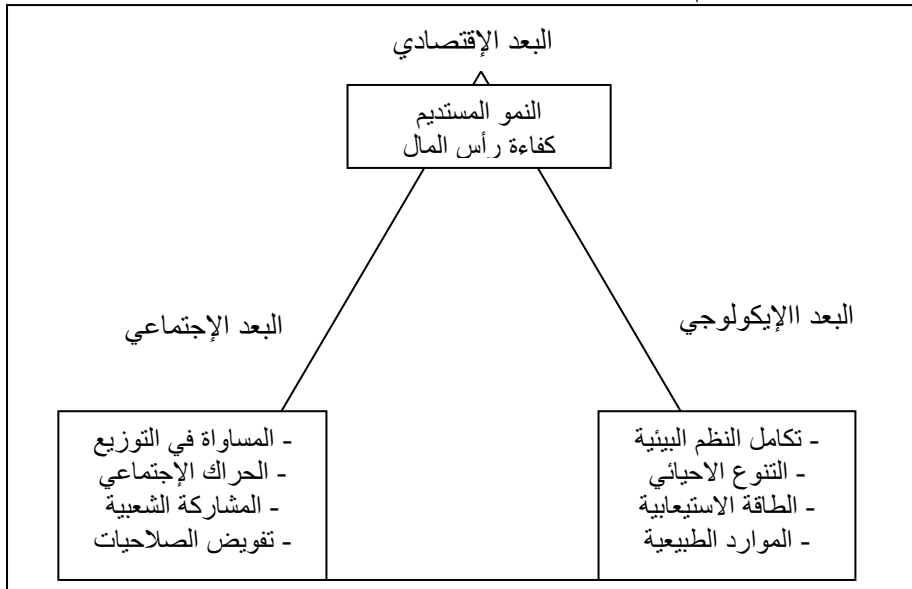 البعد الإقتصادي
النمو المستديم
كفاءة رأس المال
البعد االإيكولوجي
البعد الإجتماعي
- تكامل النظم البيئية
- التنوع الاحيائي
- الطاقة الاستيعابية
- الموارد الطبيعية
- المساواة في التوزيع
- الحراك الإجتماعي
- المشاركة الشعبية
- تفويض الصلاحيات